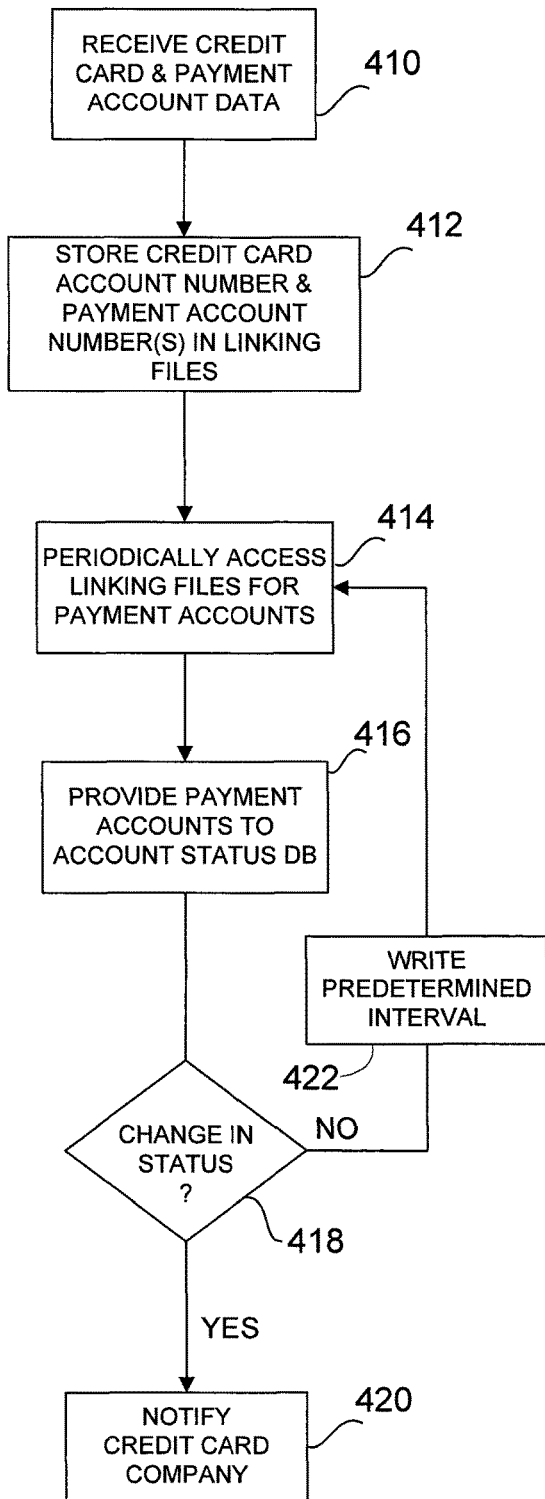 RECEIVE CREDIT
CARD & PAYMENT
ACCOUNT DATA
410
STORE CREDIT CARD
ACCOUNT NUMBER &
PAYMENT ACCOUNT
NUMBER(S) IN LINKING
FILES
412
PERIODICALLY ACCESS
LINKING FILES FOR
PAYMENT ACCOUNTS
414
PROVIDE PAYMENT
ACCOUNTS TO
ACCOUNT STATUS DB
416
WRITE
PREDETERMINED
INTERVAL
422
CHANGE IN
STATUS
?
NO
418
YES
NOTIFY
CREDIT CARD
COMPANY
420